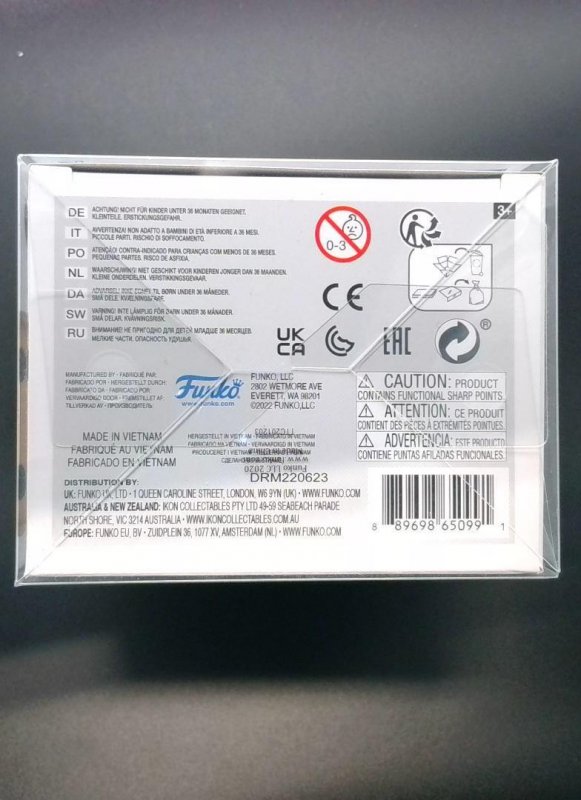 DE ACHTUNG! NICHT FÜR KINDER UNTER 36 MONATEN GEEIGNET.
KLEINTEILE. ERSTICKUNGSGEFAHR.
IT AVVERTENZA! NON ADATTO A BAMBINI DI ETÀ INFERIORE A 36 MESI.
PICCOLE PARTI. RISCHIO DI SOFFOCAMENTO.
PO ATENÇÃO! CONTRA-INDICADO PARA CRIANÇAS COM MENOS DE 36 MESES.
PEQUENAS PARTES. RISCO DE ASFIXIA.
NL WAARSCHUWING! NIET GESCHIKT VOOR KINDEREN JONGER DAN 36 MAANDEN.
KLEINE ONDERDELEN. VERSTIKKINGSGEVAAR.
DA ADVARSEL! IKKE EGNET TIL BØRN UNDER 36 MÅNEDER.
SMÅ DELE. KVÆLNINGSFARE.
SW VARNING! INTE LÄMPLIG FÖR BARN UNDER 36 MÅNADER.
SMÅ DELAR. KVÄVNINGSRISK.
RU ВНИМАНИЕ! НЕ ПРИГОДНО ДЛЯ ДЕТЕЙ МЛАДШЕ 36 МЕСЯЦЕВ.
МЕЛКИЕ ЧАСТИ. ОПАСНОСТЬ УДУШЬЯ.
0-3
3+
CE
UK
CA
EAC
®
MANUFACTURED BY · FABRIQUÉ PAR:
FABRICADO POR · HERGESTELLT DURCH:
FABRICATO DA · FABRICADO POR:
VERVAARDIGD DOOR · FREMSTILLET AF:
TILLVERKAD AV · ПРОИЗВОДИТЕЛЬ:
Funko
www.funko.com
FUNKO, LLC
2802 WETMORE AVE
EVERETT, WA 98201
©2022 FUNKO, LLC
CAUTION: PRODUCT
CONTAINS FUNCTIONAL SHARP POINTS.
ATTENTION: CE PRODUIT
CONTIENT DES PIÈCES À EXTRÉMITÉS POINTUES.
ADVERTENCIA: ESTE PRODUCTO
CONTIENE PUNTAS AFILADAS FUNCIONALES.
MADE IN VIETNAM
FABRIQUÉ AU VIETNAM
FABRICADO EN VIETNAM
HERGESTELLT IN VIETNAM · FABBRICATO IN VIETNAM
FABRICADO NA VIETNAM · VERVAARDIGD IN VIETNAM
PRODUCERET I VIETNAM
Funko LLC 2020
DRM220623
DISTRIBUTION BY:
UK: FUNKO UK, LTD · 1 QUEEN CAROLINE STREET, LONDON, W6 9YN (UK) · WWW.FUNKO.COM
AUSTRALIA & NEW ZEALAND: IKON COLLECTABLES PTY LTD 49-59 SEABEACH PARADE
NORTH SHORE, VIC 3214 AUSTRALIA · WWW.IKONCOLLECTABLES.COM.AU
EUROPE: FUNKO EU, BV · ZUIDPLEIN 36, 1077 XV, AMSTERDAM (NL) · WWW.FUNKO.COM
8 89698 65099 1